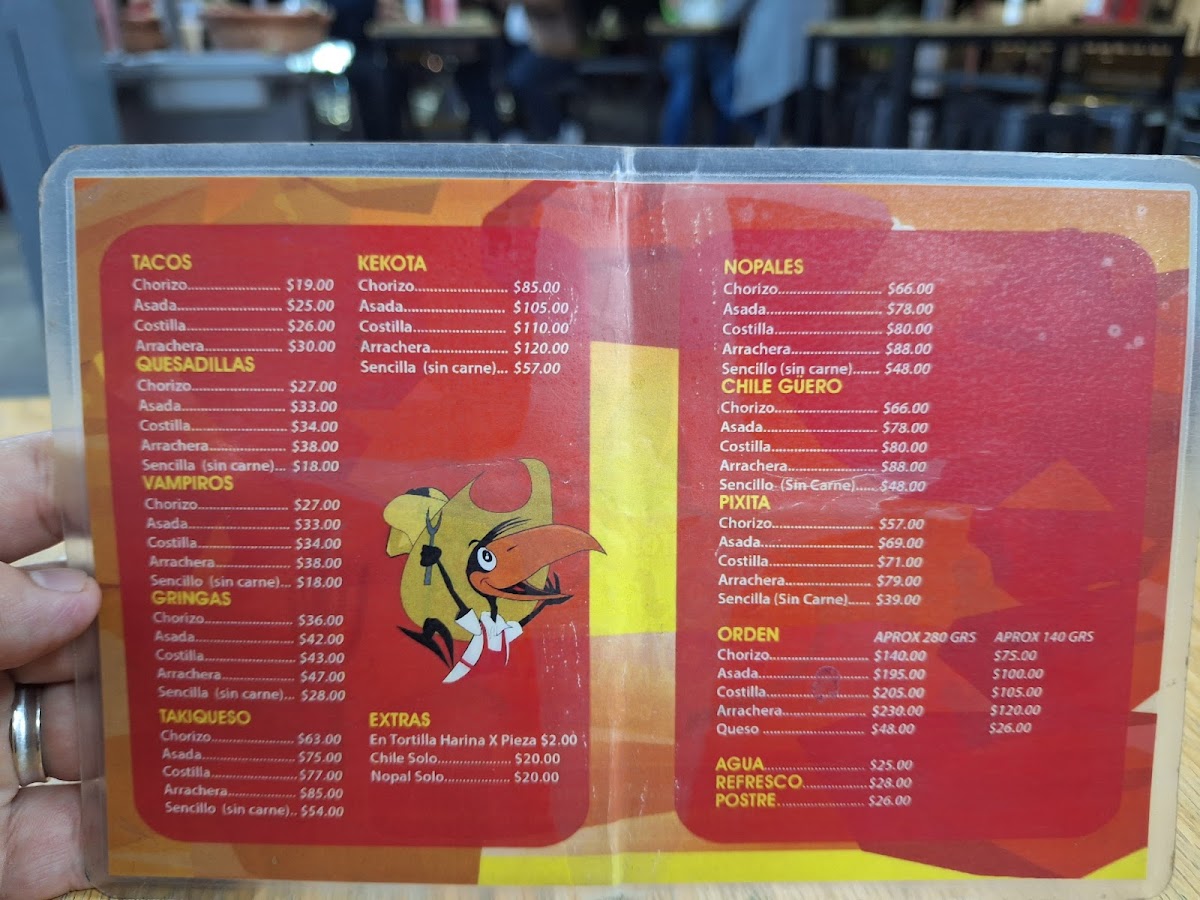 TACOS
Chorizo........................ $19.00
Asada........................... $25.00
Costilla......................... $26.00
Arrachera.................... $30.00
QUESADILLAS
Chorizo........................ $27.00
Asada........................... $33.00
Costilla......................... $34.00
Arrachera.................... $38.00
Sencilla (sin carne)... $18.00
VAMPIROS
Chorizo........................ $27.00
Asada........................... $33.00
Costilla......................... $34.00
Arrachera.................... $38.00
Sencillo (sin carne)... $18.00
GRINGAS
Chorizo........................ $36.00
Asada........................... $42.00
Costilla......................... $43.00
Arrachera.................... $47.00
Sencilla (sin carne)... $28.00
TAKIQUESO
Chorizo........................ $63.00
Asada........................... $75.00
Costilla......................... $77.00
Arrachera.................... $85.00
Sencillo (sin carne).. $54.00
KEKOTA
Chorizo........................ $85.00
Asada........................... $105.00
Costilla......................... $110.00
Arrachera.................... $120.00
Sencilla (sin carne)... $57.00
EXTRAS
En Tortilla Harina X Pieza $2.00
Chile Solo................... $20.00
Nopal Solo................. $20.00
NOPALES
Chorizo........................ $66.00
Asada........................... $78.00
Costilla......................... $80.00
Arrachera.................... $88.00
Sencillo (sin carne)....... $48.00
CHILE GÜERO
Chorizo........................ $66.00
Asada........................... $78.00
Costilla......................... $80.00
Arrachera.................... $88.00
Sencillo (Sin Carne)..... $48.00
PIXITA
Chorizo........................ $57.00
Asada........................... $69.00
Costilla......................... $71.00
Arrachera.................... $79.00
Sencilla (Sin Carne)...... $39.00
ORDEN APROX 280 GRS APROX 140 GRS
Chorizo........................ $140.00 $75.00
Asada........................... $195.00 $100.00
Costilla......................... $205.00 $105.00
Arrachera.................... $230.00 $120.00
Queso ......................... $48.00 $26.00
AGUA.......................... $25.00
REFRESCO................ $28.00
POSTRE...................... $26.00